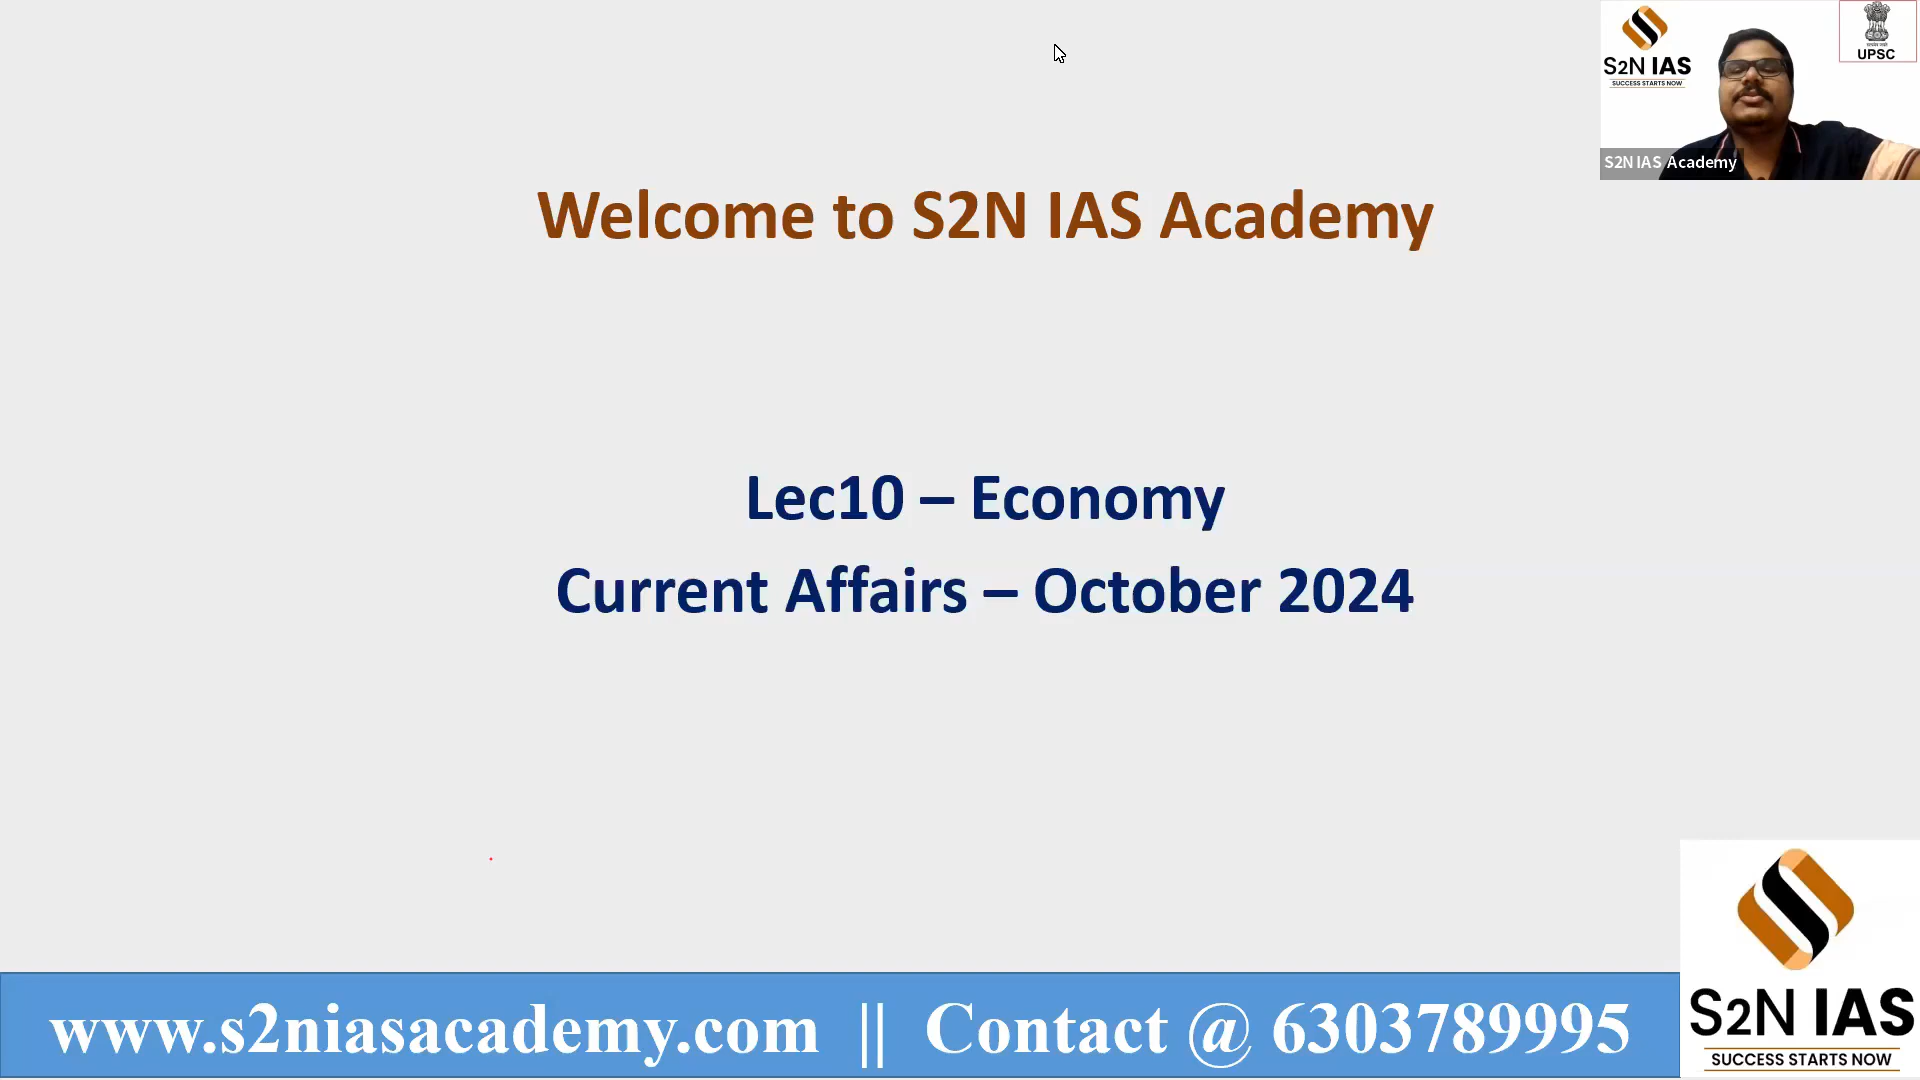 S2N IAS
SUCCESS STARTS NOW
UPSC
S2N IAS Academy
Welcome to S2N IAS Academy
Lec10 – Economy
Current Affairs – October 2024
www.s2niasacademy.com || Contact @ 6303789995
S2N IAS
SUCCESS STARTS NOW